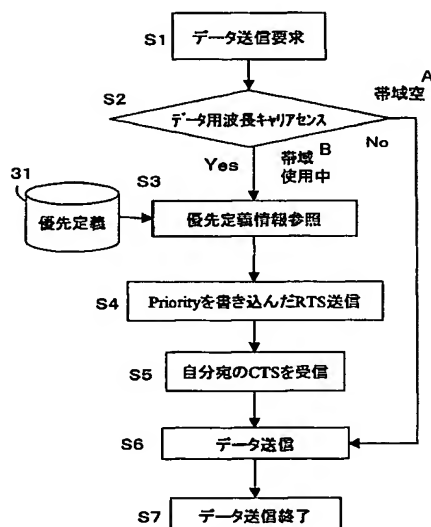 S1
データ送信要求
A
帯域空
S2
データ用波長キャリアセンス
No
Yes
B
帯域
使用中
31
優先定義
S3
優先定義情報参照
S4
Priorityを書き込んだRTS送信
S5
自分宛のCTSを受信
S6
データ送信
S7
データ送信終了